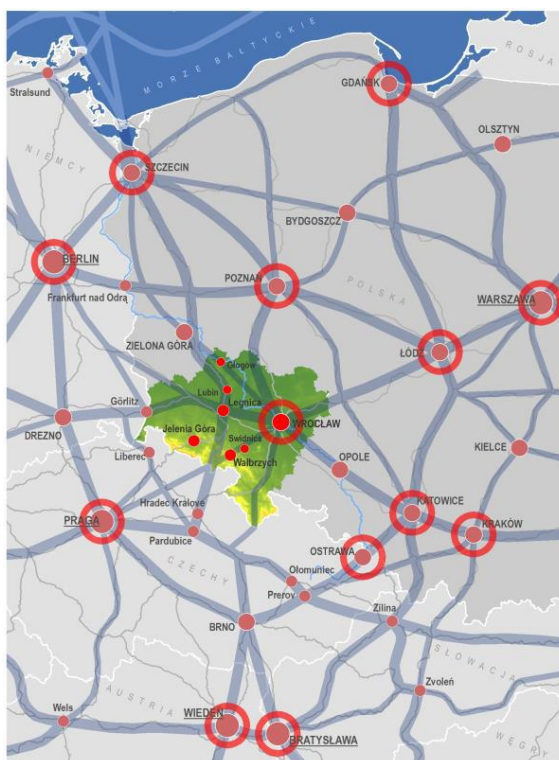 MORZE BAŁTYCKIE
ROSJA
Stralsund
GDAŃSK
OLSZTYN
NIEMCY
SZCZECIN
BYDGOSZCZ
BERLIN
POZNAŃ
POLSKA
Frankfurt nad Odrą
WARSZAWA
ZIELONA GÓRA
ŁÓDŹ
Głogów
Lubin
Legnica
Görlitz
DREZNO
WROCŁAW
Jelenia Góra
Świdnica
KIELCE
Liberec
Wałbrzych
OPOLE
Hradec Kralove
KATOWICE
PRAGA
KRAKÓW
Pardubice
OSTRAWA
CZECHY
Ołomuniec
Prerov
Zilina
BRNO
SŁOWACJA
AUSTRIA
Zvoleń
Wels
WIEDEŃ
BRATYSŁAWA
WĘGRY